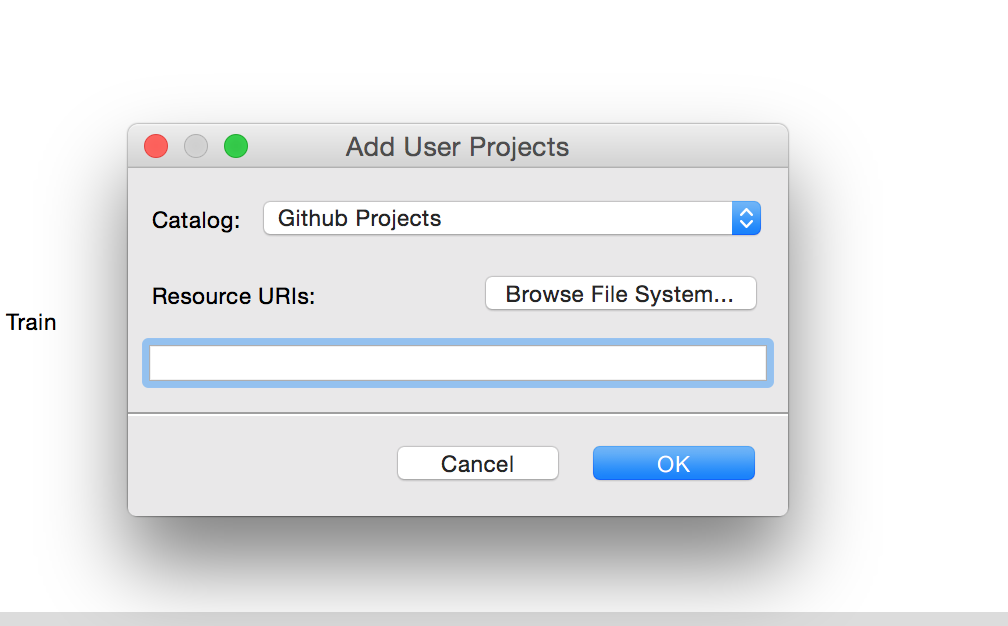 Add User Projects
Catalog: Github Projects
Resource URIs: Browse File System...
Train
Cancel OK